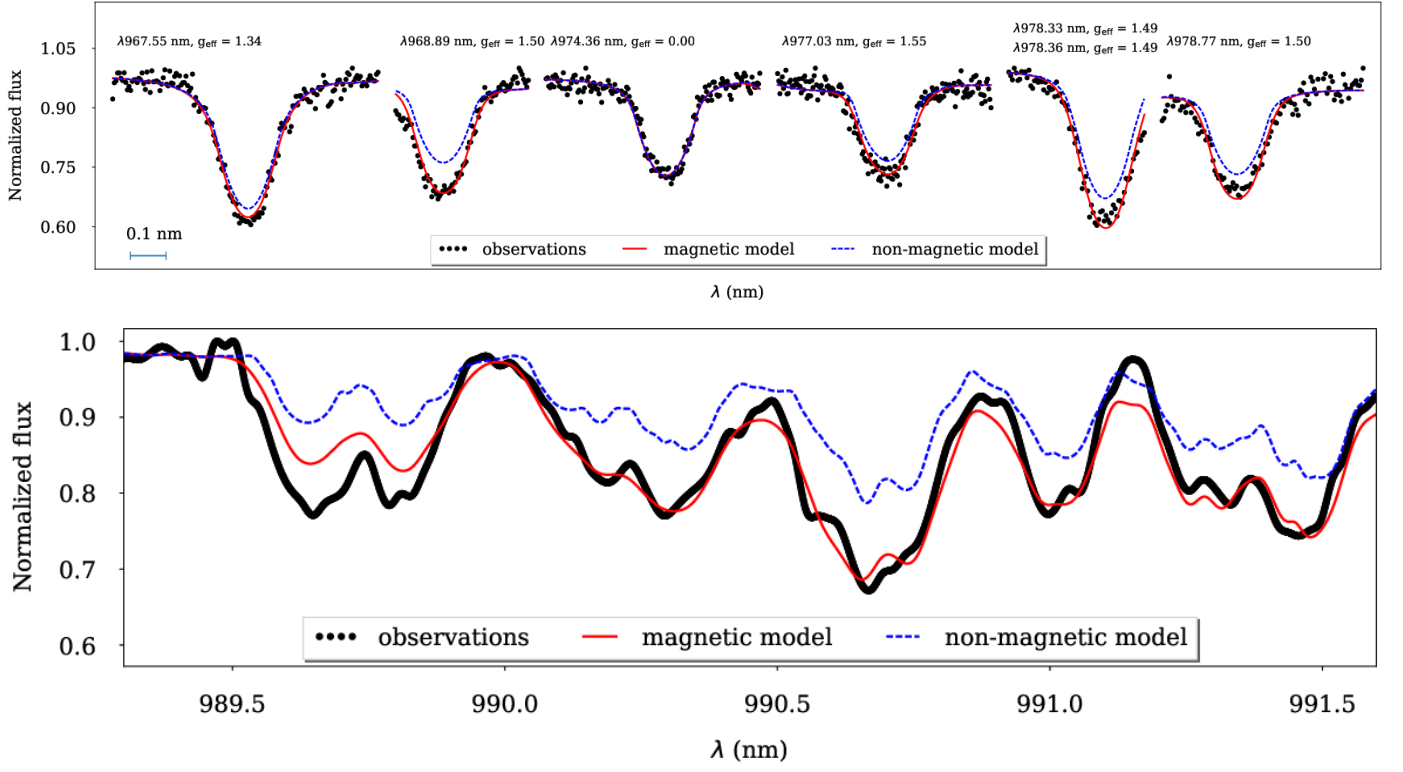 λ967.55 nm, g_eff = 1.34
λ968.89 nm, g_eff = 1.50
λ974.36 nm, g_eff = 0.00
λ977.03 nm, g_eff = 1.55
λ978.33 nm, g_eff = 1.49
λ978.36 nm, g_eff = 1.49
λ978.77 nm, g_eff = 1.50
Normalized flux
1.05
0.90
0.75
0.60
0.1 nm
observations magnetic model non-magnetic model
λ (nm)
Normalized flux
1.0
0.9
0.8
0.7
0.6
observations magnetic model non-magnetic model
989.5 990.0 990.5 991.0 991.5
λ (nm)